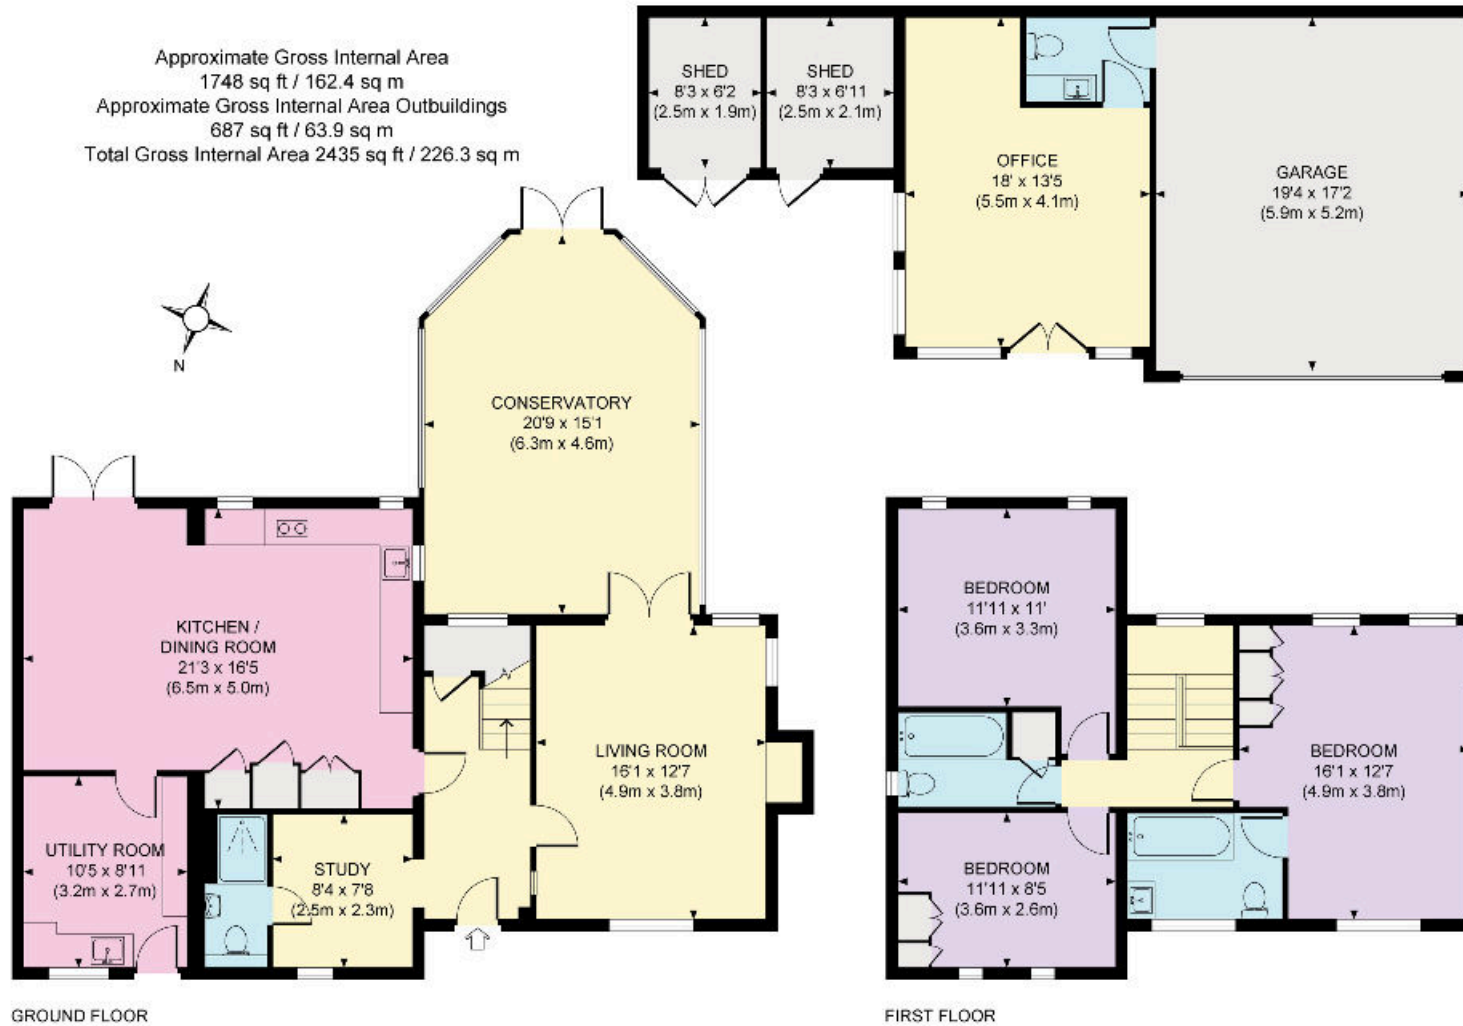 Approximate Gross Internal Area
1748 sq ft / 162.4 sq m
Approximate Gross Internal Area Outbuildings
687 sq ft / 63.9 sq m
Total Gross Internal Area 2435 sq ft / 226.3 sq m
SHED
8'3 x 6'2
(2.5m x 1.9m)
SHED
8'3 x 6'11
(2.5m x 2.1m)
OFFICE
18' x 13'5
(5.5m x 4.1m)
GARAGE
19'4 x 17'2
(5.9m x 5.2m)
N
CONSERVATORY
20'9 x 15'1
(6.3m x 4.6m)
KITCHEN /
DINING ROOM
21'3 x 16'5
(6.5m x 5.0m)
LIVING ROOM
16'1 x 12'7
(4.9m x 3.8m)
UTILITY ROOM
10'5 x 8'11
(3.2m x 2.7m)
STUDY
8'4 x 7'8
(2.5m x 2.3m)
BEDROOM
11'11 x 11'
(3.6m x 3.3m)
BEDROOM
16'1 x 12'7
(4.9m x 3.8m)
BEDROOM
11'11 x 8'5
(3.6m x 2.6m)
GROUND FLOOR
FIRST FLOOR